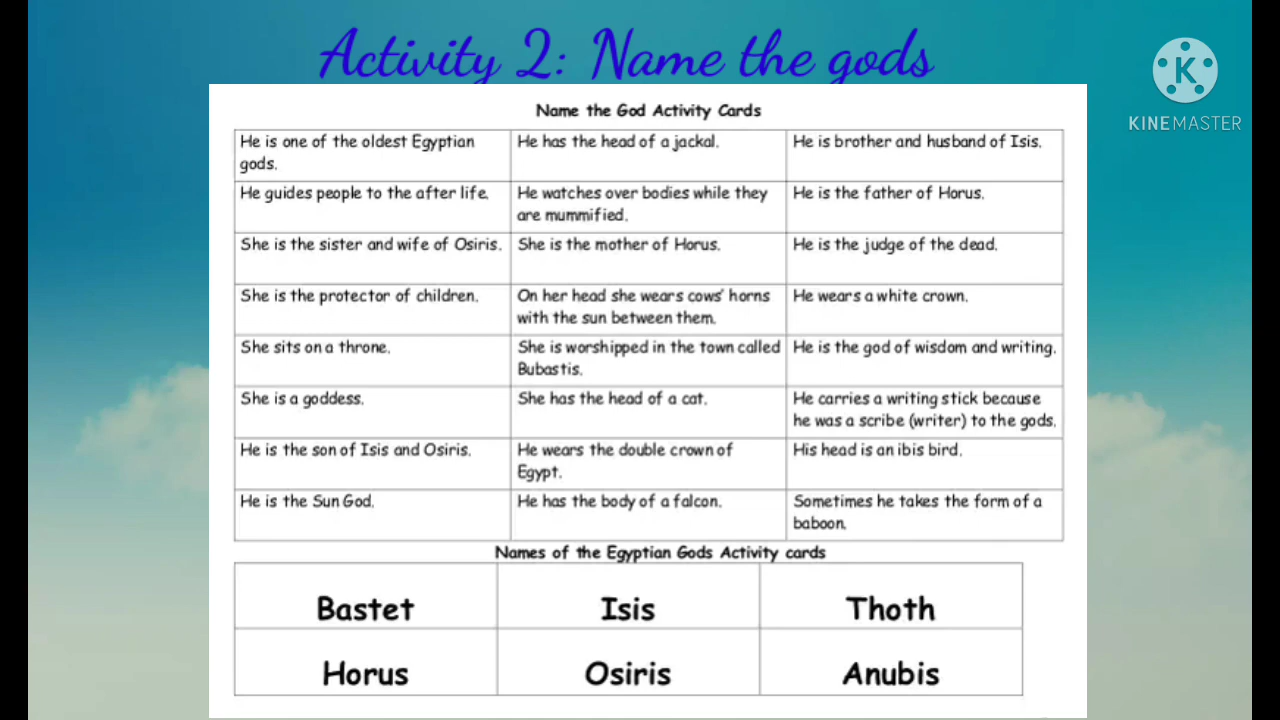 Activity 2: Name the gods
KINEMASTER
Name the God Activity Cards
He is one of the oldest Egyptian
gods.
He has the head of a jackal.
He is brother and husband of Isis.
He guides people to the after life.
He watches over bodies while they
are mummified.
He is the father of Horus.
She is the sister and wife of Osiris.
She is the mother of Horus.
He is the judge of the dead.
She is the protector of children.
On her head she wears cows' horns
with the sun between them.
He wears a white crown.
She sits on a throne.
She is worshipped in the town called
Bubastis.
He is the god of wisdom and writing.
She is a goddess.
She has the head of a cat.
He carries a writing stick because
he was a scribe (writer) to the gods.
He is the son of Isis and Osiris.
He wears the double crown of
Egypt.
His head is an ibis bird.
He is the Sun God.
He has the body of a falcon.
Sometimes he takes the form of a
baboon.
Names of the Egyptian Gods Activity cards
Bastet
Isis
Thoth
Horus
Osiris
Anubis